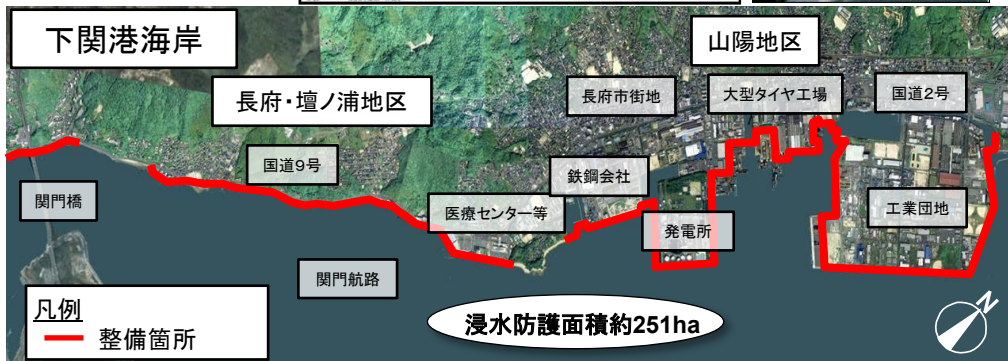 下関港海岸
山陽地区
長府・壇ノ浦地区
長府市街地
大型タイヤ工場
国道2号
国道9号
鉄鋼会社
関門橋
医療センター等
発電所
工業団地
関門航路
凡例
整備箇所
浸水防護面積約251ha
N